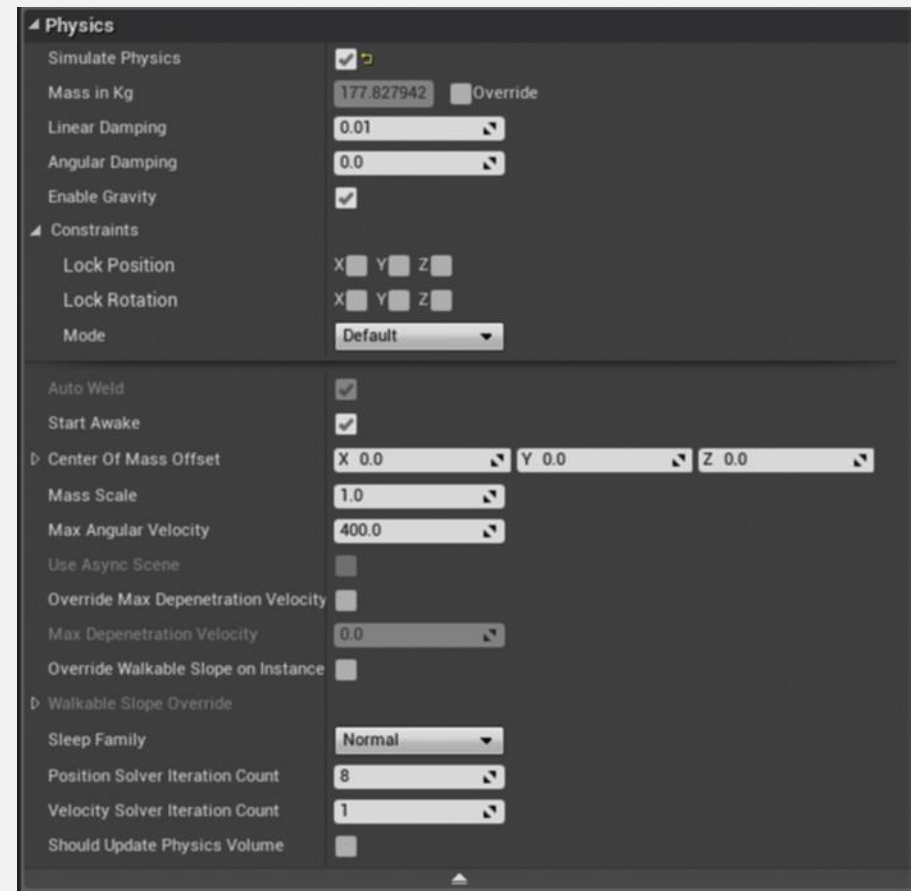 Physics
Simulate Physics
Mass in Kg 177.827942 Override
Linear Damping 0.01
Angular Damping 0.0
Enable Gravity
Constraints
Lock Position X Y Z
Lock Rotation X Y Z
Mode Default
Auto Weld
Start Awake
Center Of Mass Offset X 0.0 Y 0.0 Z 0.0
Mass Scale 1.0
Max Angular Velocity 400.0
Use Async Scene
Override Max Depenetration Velocity
Max Depenetration Velocity 0.0
Override Walkable Slope on Instance
Walkable Slope Override
Sleep Family Normal
Position Solver Iteration Count 8
Velocity Solver Iteration Count 1
Should Update Physics Volume